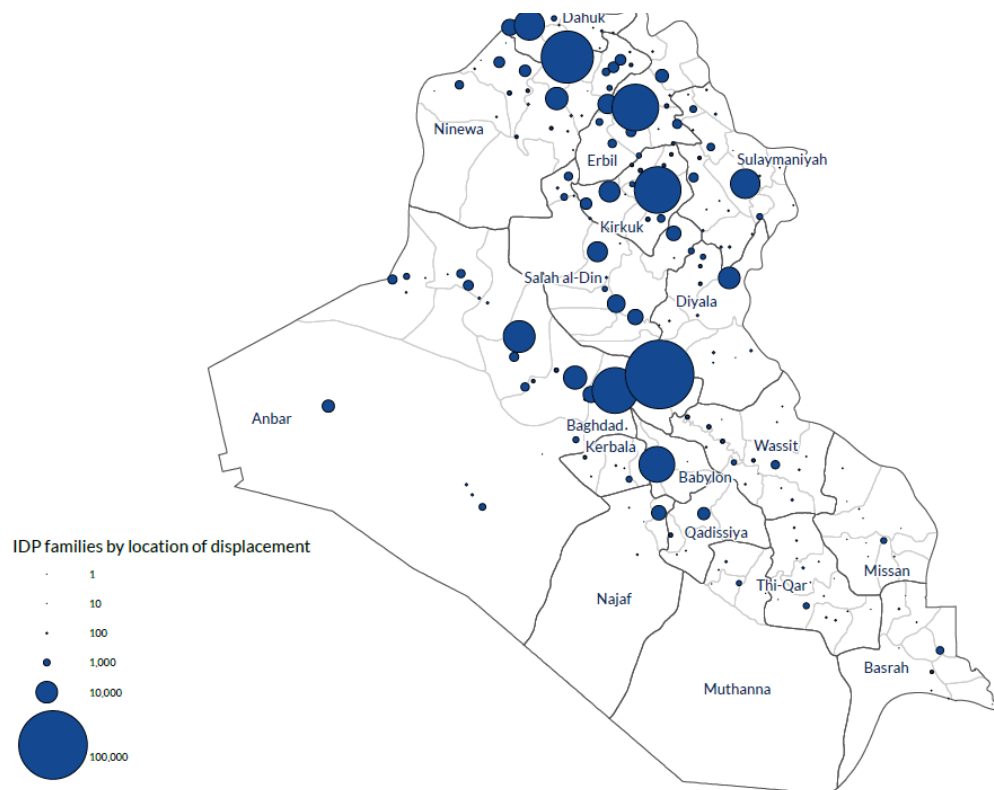 Dahuk
Ninewa
Erbil
Sulaymaniyah
Kirkuk
Salah al-Din
Diyala
Anbar
Baghdad
Kerbala
Wassit
Babylon
Qadissiya
Missan
Thi-Qar
Najaf
Basrah
Muthanna
IDP families by location of displacement
1
10
100
1,000
10,000
100,000